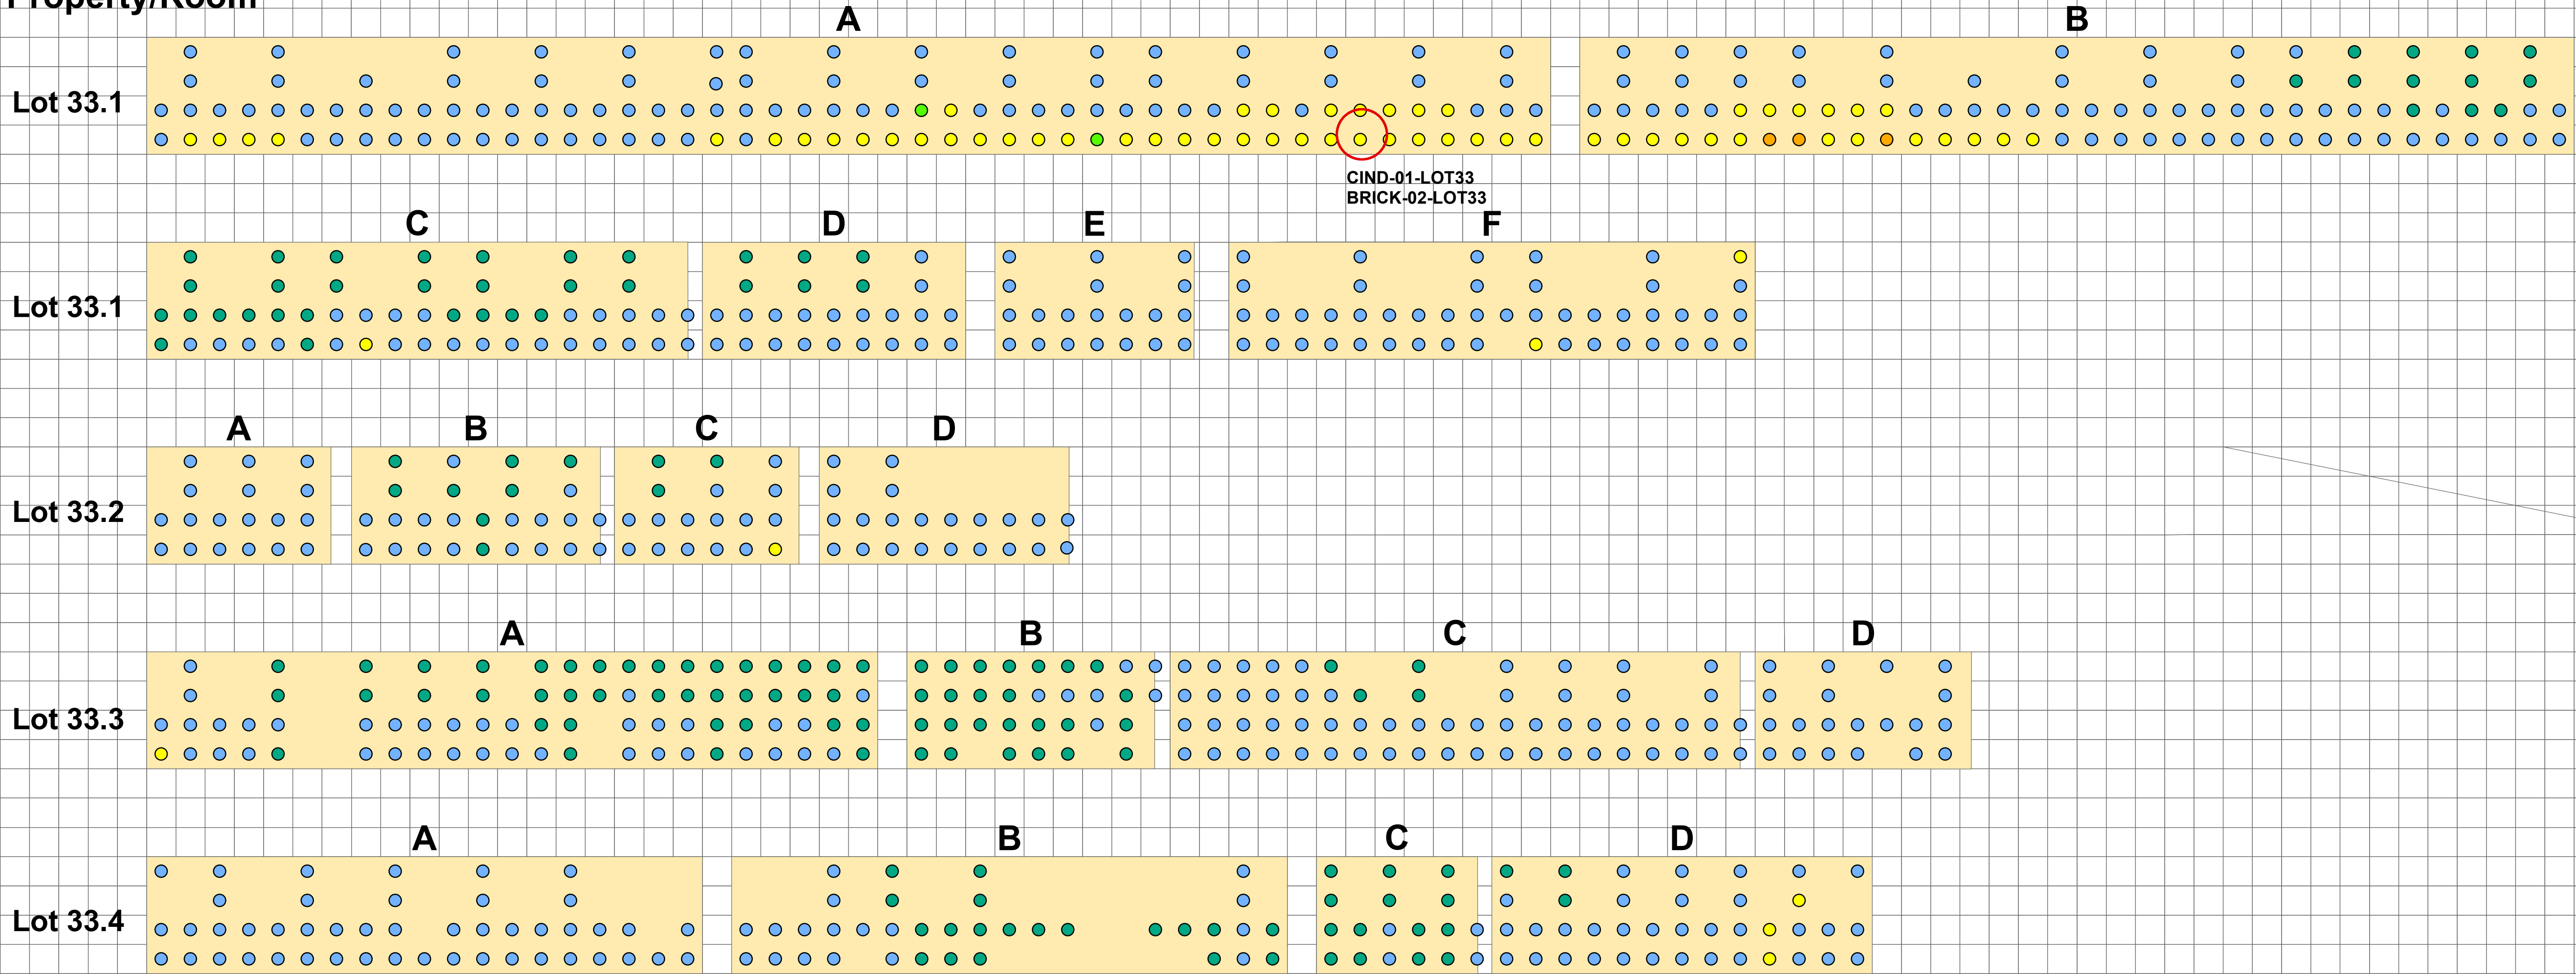 Property/Room
A B
Lot 33.1
CIND-01-LOT33
BRICK-02-LOT33
C D E F
Lot 33.1
A B C D
Lot 33.2
A B C D
Lot 33.3
A B C D
Lot 33.4